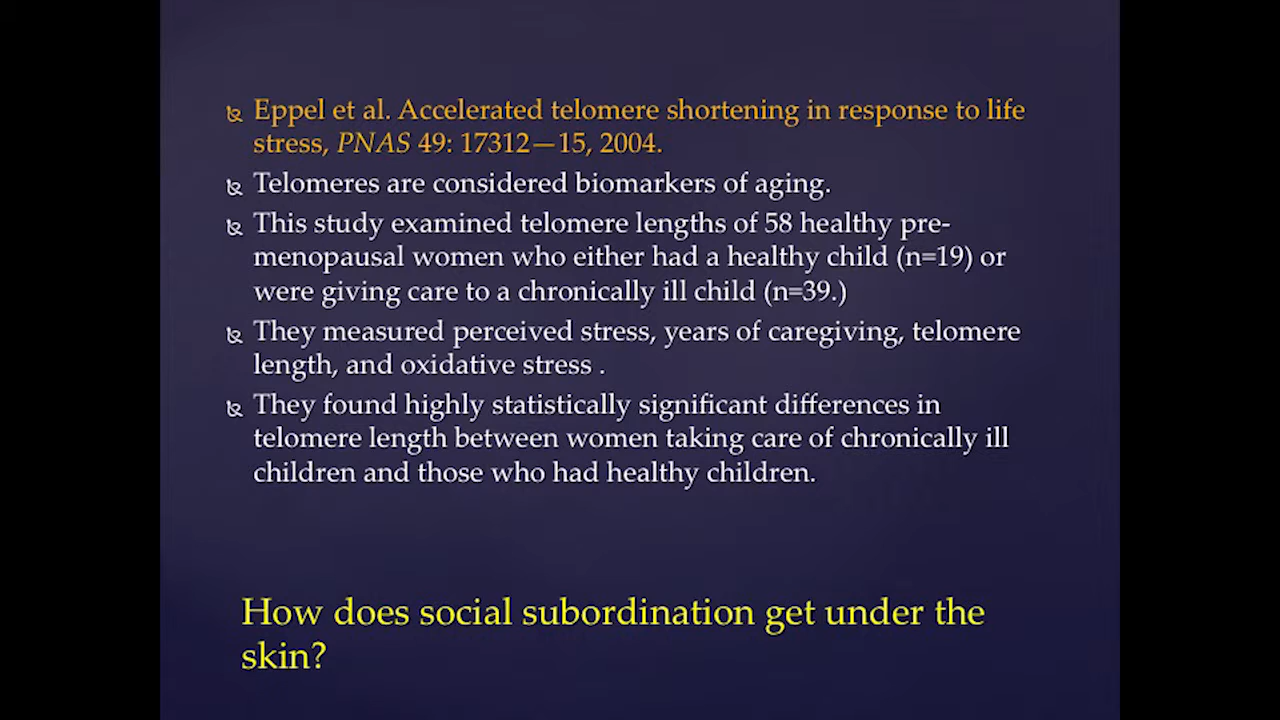 Eppel et al. Accelerated telomere shortening in response to life
stress, PNAS 49: 17312—15, 2004.
Telomeres are considered biomarkers of aging.
This study examined telomere lengths of 58 healthy pre-
menopausal women who either had a healthy child (n=19) or
were giving care to a chronically ill child (n=39.)
They measured perceived stress, years of caregiving, telomere
length, and oxidative stress .
They found highly statistically significant differences in
telomere length between women taking care of chronically ill
children and those who had healthy children.
How does social subordination get under the
skin?